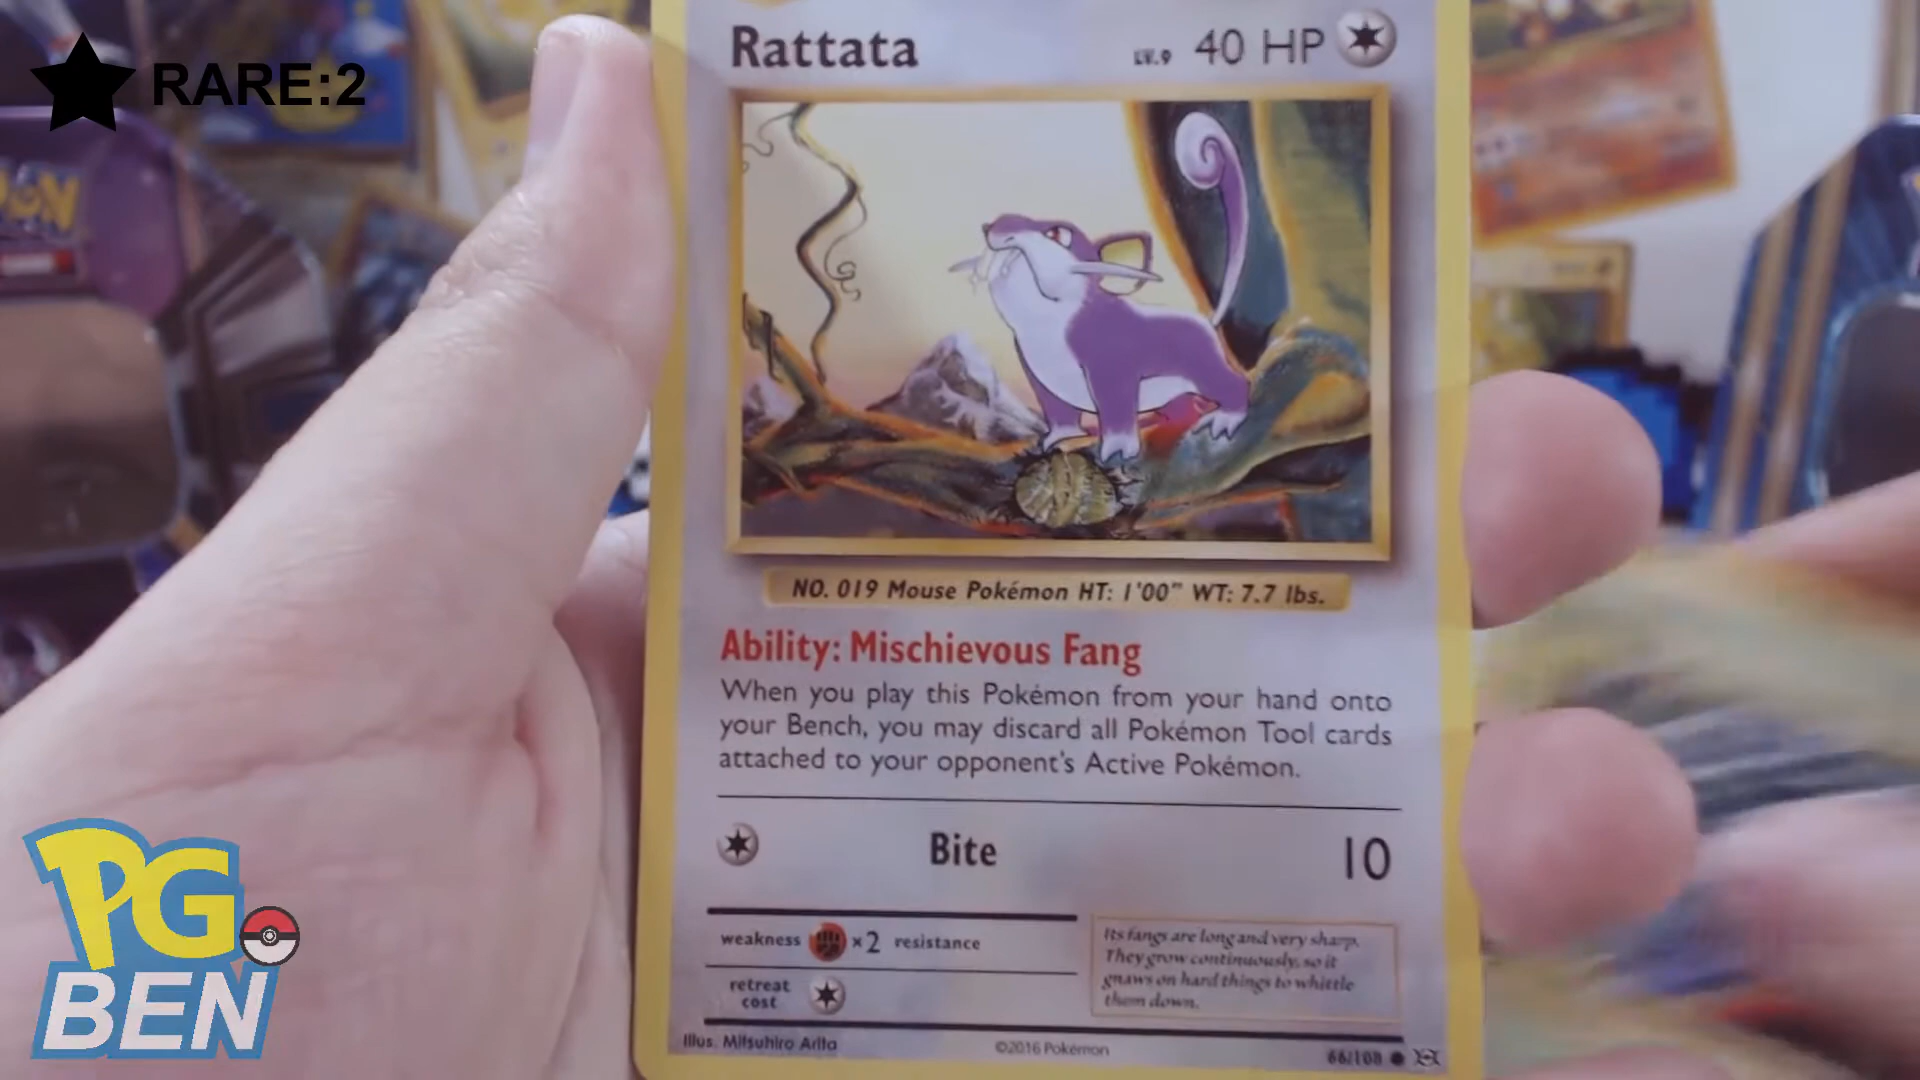 RARE:2
Rattata
LV.9 40 HP
NO. 019 Mouse Pokémon HT: 1'00" WT: 7.7 lbs.
Ability: Mischievous Fang
When you play this Pokémon from your hand onto
your Bench, you may discard all Pokémon Tool cards
attached to your opponent's Active Pokémon.
Bite 10
weakness ×2 resistance
retreat
cost
Its fangs are long and very sharp.
They grow continuously, so it
gnaws on hard things to whittle
them down.
Illus. Mitsuhiro Arita
©2016 Pokémon
66/108
PG
BEN